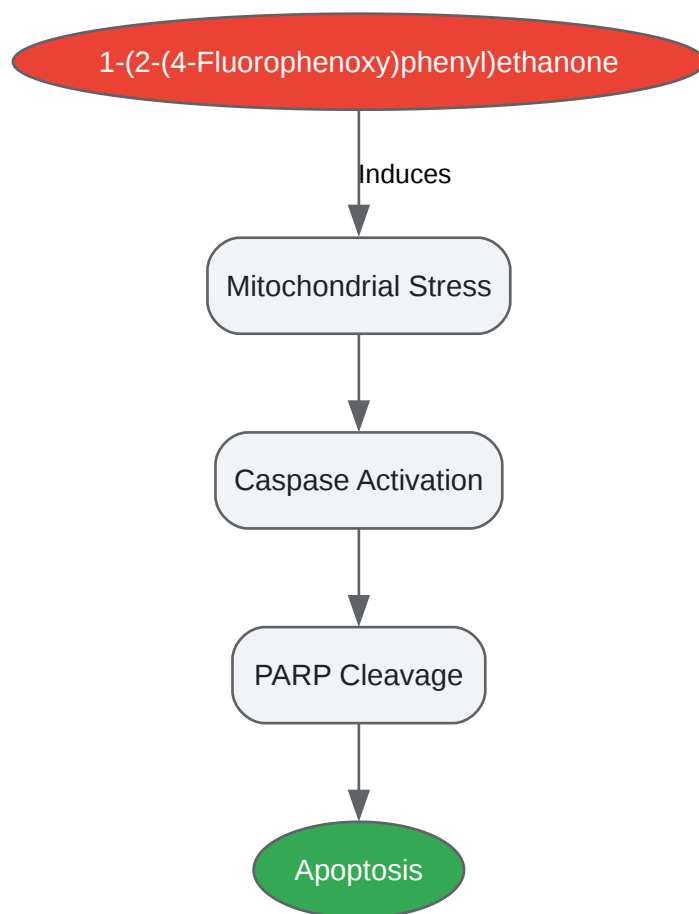 1-(2-(4-Fluorophenoxy)phenyl)ethanone
Induces
Mitochondrial Stress
Caspase Activation
PARP Cleavage
Apoptosis